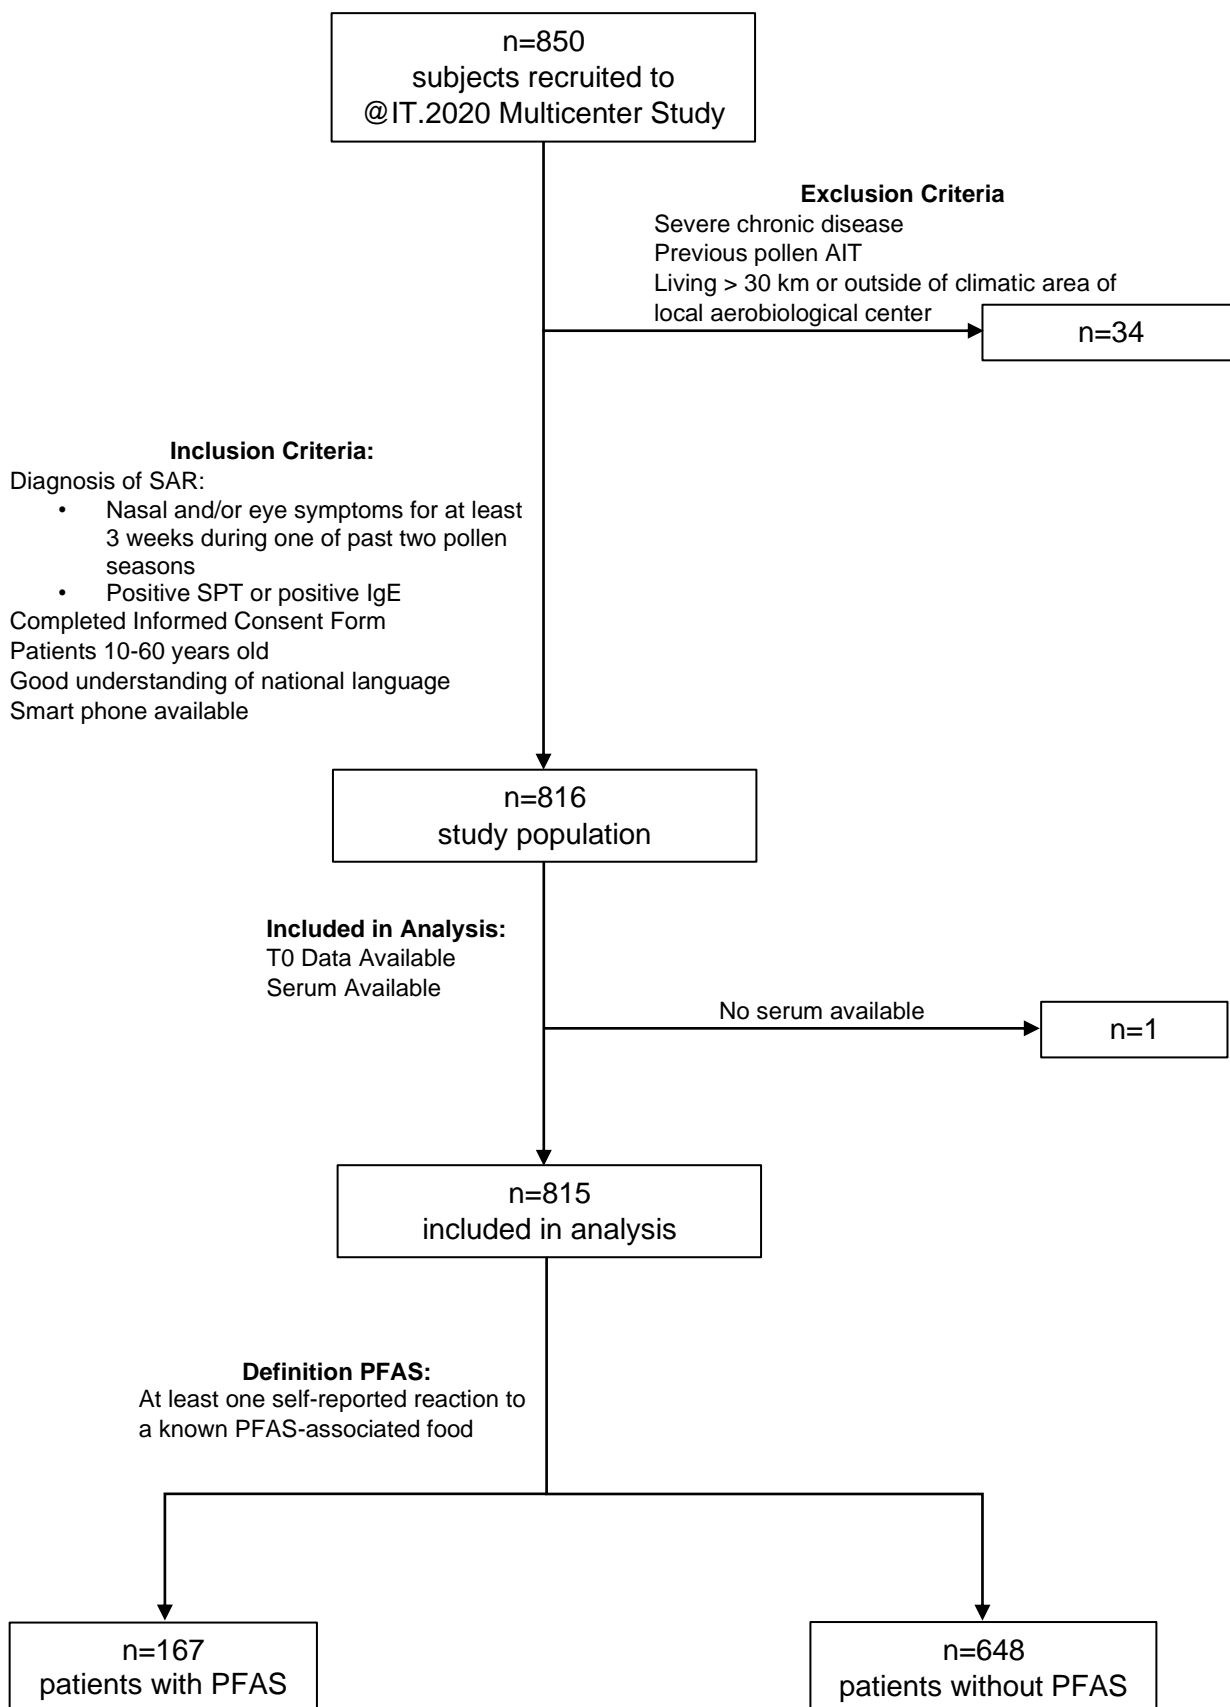 n=850
subjects recruited to
@IT.2020 Multicenter Study
Exclusion Criteria
Severe chronic disease
Previous pollen AIT
Living > 30 km or outside of climatic area of
local aerobiological center
n=34
Inclusion Criteria:
Diagnosis of SAR:
• Nasal and/or eye symptoms for at least
3 weeks during one of past two pollen
seasons
• Positive SPT or positive IgE
Completed Informed Consent Form
Patients 10-60 years old
Good understanding of national language
Smart phone available
n=816
study population
Included in Analysis:
T0 Data Available
Serum Available
No serum available
n=1
n=815
included in analysis
Definition PFAS:
At least one self-reported reaction to
a known PFAS-associated food
n=167
patients with PFAS
n=648
patients without PFAS